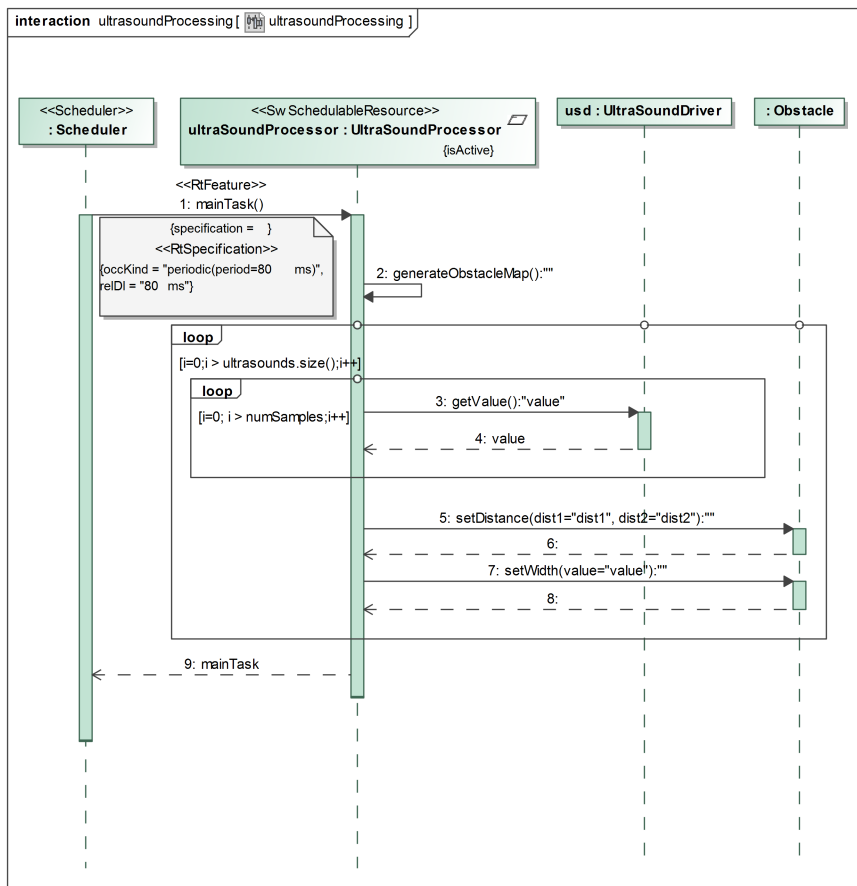 interaction ultrasoundProcessing [ ultrasoundProcessing ]
<<Scheduler>>
: Scheduler
<<Sw SchedulableResource>>
ultraSoundProcessor : UltraSoundProcessor
{isActive}
usd : UltraSoundDriver
: Obstacle
<<RtFeature>>
1: mainTask()
{specification = }
<<RtSpecification>>
{occKind = "periodic(period=80 ms)",
relDl = "80 ms"}
2: generateObstacleMap():""
loop
[i=0;i > ultrasounds.size();i++]
loop
[i=0; i > numSamples;i++]
3: getValue():"value"
4: value
5: setDistance(dist1="dist1", dist2="dist2"):""
6:
7: setWidth(value="value"):""
8:
9: mainTask